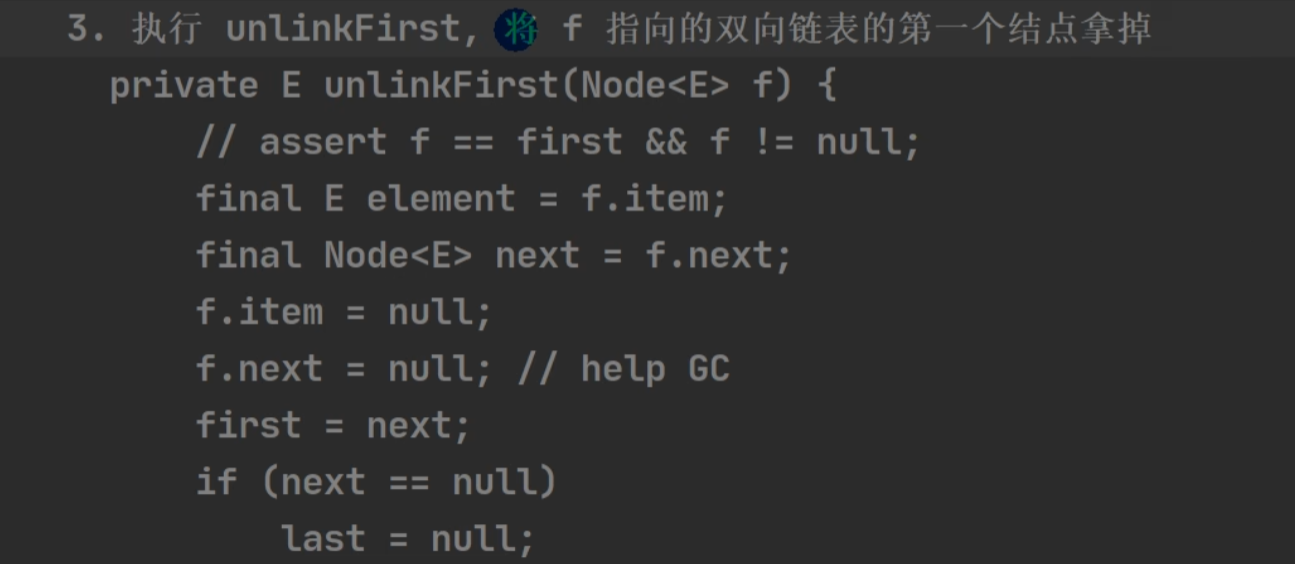 3. 执行 unlinkFirst, 将 f 指向的双向链表的第一个结点拿掉
private E unlinkFirst(Node<E> f) {
// assert f == first && f != null;
final E element = f.item;
final Node<E> next = f.next;
f.item = null;
f.next = null; // help GC
first = next;
if (next == null)
last = null;